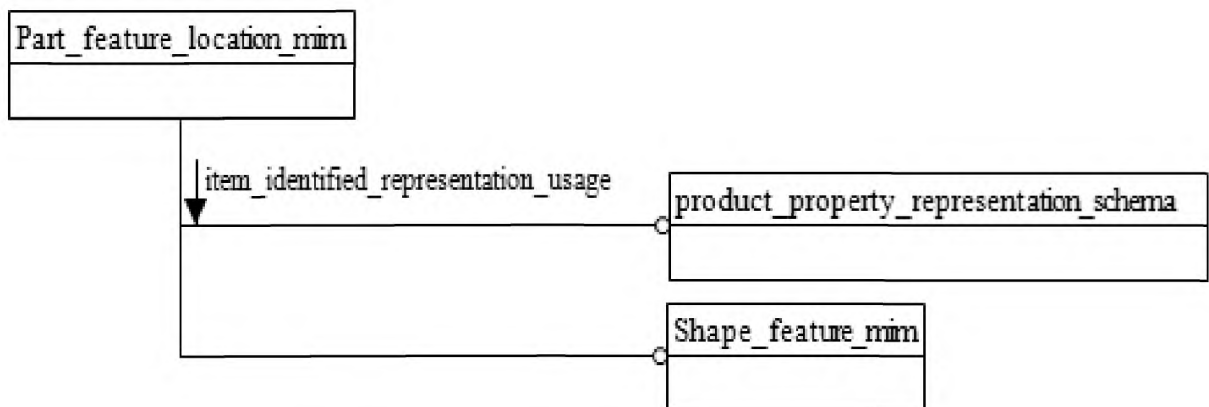 Part_feature_location_mim
item_identified_representation_usage
product_property_representation_schema
Shape_feature_mim